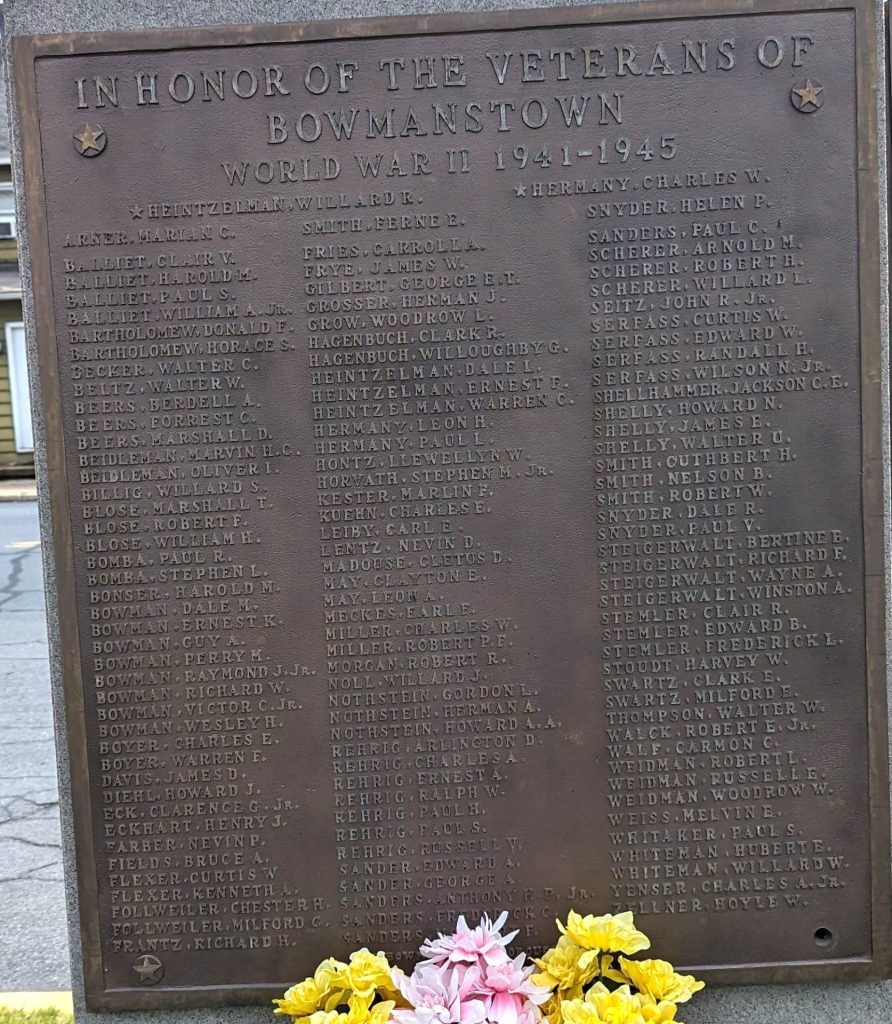 IN HONOR OF THE VETERANS OF
BOWMANSTOWN
WORLD WAR II 1941-1945
★HEINTZELMAN, WILLARD R.
★HERMANY, CHARLES W.
ARNER, MARIAN C.
BALLIET, CLAIR V.
BALLIET, HAROLD M.
BALLIET, PAUL S.
BALLIET, WILLIAM A. Jr.
BARTHOLOMEW, DONALD F.
BARTHOLOMEW, HORACE S.
BECKER, WALTER C.
BELTZ, WALTER W.
BEERS, BERDELL A.
BEERS, FORREST C.
BEERS, MARSHALL D.
BEIDLEMAN, MARVIN H.C.
BEIDLEMAN, OLIVER I.
BILLIG, WILLARD S.
BLOSE, MARSHALL T.
BLOSE, ROBERT F.
BLOSE, WILLIAM H.
BOMBA, PAUL R.
BOMBA, STEPHEN L.
BONSER, HAROLD M.
BOWMAN, DALE M.
BOWMAN, ERNEST K.
BOWMAN, GUY A.
BOWMAN, PERRY M.
BOWMAN, RAYMOND J. Jr.
BOWMAN, RICHARD W.
BOWMAN, VICTOR C. Jr.
BOWMAN, WESLEY H.
BOYER, CHARLES E.
BOYER, WARREN F.
DAVIS, JAMES D.
DIEHL, HOWARD J.
ECK, CLARENCE G. Jr.
ECKHART, HENRY J.
FARBER, NEVIN P.
FIELDS, BRUCE A.
FLEXER, CURTIS W
FLEXER, KENNETH A.
FOLLWEILER, CHESTER H.
FOLLWEILER, MILFORD G.
FRANTZ, RICHARD H.
SMITH, FERNE E.
FRIES, CARROLL A.
FRYE, JAMES W.
GILBERT, GEORGE E.T.
GROSSER, HERMAN J.
GROW, WOODROW L.
HAGENBUCH, CLARK R.
HAGENBUCH, WILLOUGHBY G.
HEINTZELMAN, DALE L.
HEINTZELMAN, ERNEST F.
HEINTZELMAN, WARREN C.
HERMANY, LEON H.
HERMANY, PAUL L.
HONTZ, LLEWELLYN W.
HORVATH, STEPHEN M. Jr.
KESTER, MARLIN F.
KUEHN, CHARLES F.
LEIBY, CARL E.
LENTZ, NEVIN D.
MADOUSE, CLETUS D.
MAY, CLAYTON E.
MAY, LEON A.
MECKES, EARL F.
MILLER, CHARLES W.
MILLER, ROBERT P.F.
MORGAN, ROBERT R.
NOLL, WILLARD J.
NOTHSTEIN, GORDON L.
NOTHSTEIN, HERMAN A.
NOTHSTEIN, HOWARD A.A.
REHRIG, ARLINGTON D.
REHRIG, CHARLES A.
REHRIG, ERNEST A.
REHRIG, RALPH W.
REHRIG, PAUL H.
REHRIG, PAUL S.
REHRIG, RUSSELL V.
SANDER, EDWARD A.
SANDER, GEORGE A.
SANDERS, ANTHONY H.P. Jr.
SANDERS, C.
SANDERS F.
SNYDER, HELEN P.
SANDERS, PAUL C.
SCHERER, ARNOLD M.
SCHERER, ROBERT H.
SCHERER, WILLARD L.
SEITZ, JOHN R. Jr.
SERFASS, CURTIS W.
SERFASS, EDWARD W.
SERFASS, RANDALL H.
SERFASS, WILSON N. Jr.
SHELLHAMMER, JACKSON C.E.
SHELLY, HOWARD N.
SHELLY, JAMES E.
SHELLY, WALTER U.
SMITH, CUTHBERT H.
SMITH, NELSON B.
SMITH, ROBERT W.
SNYDER, DALE R.
SNYDER, PAUL V.
STEIGERWALT, BERTINE B.
STEIGERWALT, RICHARD F.
STEIGERWALT, WAYNE A.
STEIGERWALT, WINSTON A.
STEMLER, CLAIR R.
STEMLER, EDWARD B.
STEMLER, FREDERICK L.
STOUDT, HARVEY W.
SWARTZ, CLARK E.
SWARTZ, MILFORD E.
THOMPSON, WALTER W.
WALCK, ROBERT E. Jr.
WALF, CARMON C.
WEIDMAN, ROBERT L.
WEIDMAN, RUSSELL E.
WEIDMAN, WOODROW W.
WEISS, MELVIN E.
WHITAKER, PAUL S.
WHITEMAN, HUBERT E.
WHITEMAN, WILLARD W.
YENSER, CHARLES A. Jr.
ZELLNER, HOYLE W.